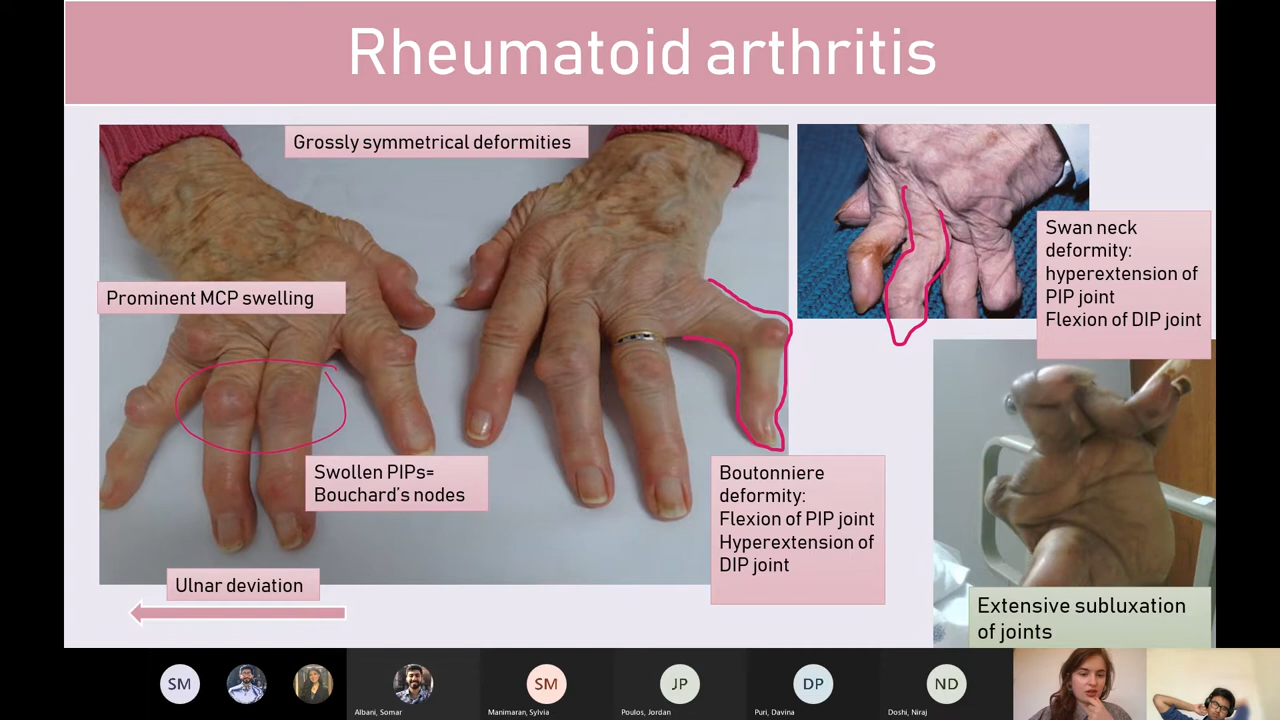 Rheumatoid arthritis
Grossly symmetrical deformities
Prominent MCP swelling
Swollen PIPs=
Bouchard's nodes
Ulnar deviation
Boutonniere
deformity:
Flexion of PIP joint
Hyperextension of
DIP joint
Swan neck
deformity:
hyperextension of
PIP joint
Flexion of DIP joint
Extensive subluxation
of joints
SM
SM
JP
DP
ND
Albani, Somar
Manimaran, Sylvia
Poulos, Jordan
Puri, Davina
Doshi, Niraj